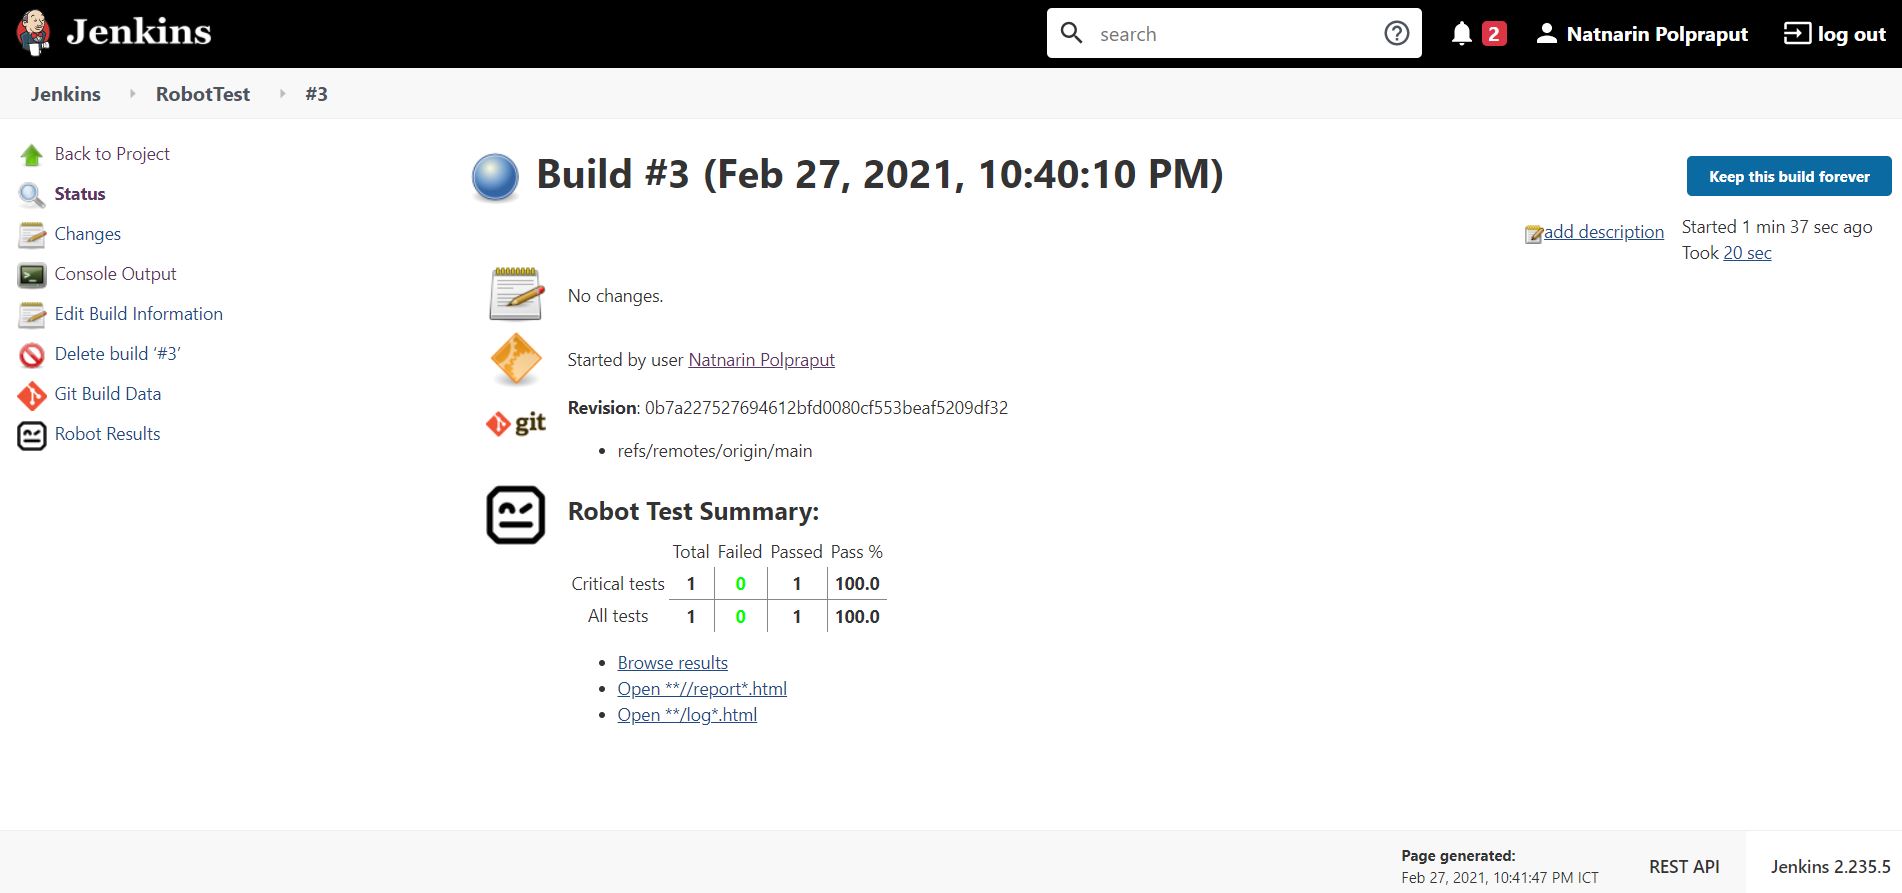 Jenkins
search
2
Natnarin Polpraput
log out
Jenkins
RobotTest
#3
Back to Project
Status
Changes
Console Output
Edit Build Information
Delete build ‘#3’
Git Build Data
Robot Results
Build #3 (Feb 27, 2021, 10:40:10 PM)
Keep this build forever
add description
Started 1 min 37 sec ago
Took 20 sec
No changes.
Started by user Natnarin Polpraput
git
Revision: 0b7a227527694612bfd0080cf553beaf5209df32
refs/remotes/origin/main
Robot Test Summary:
Total Failed Passed Pass %
Critical tests 1 0 1 100.0
All tests 1 0 1 100.0
Browse results
Open **//report*.html
Open **/log*.html
Page generated:
Feb 27, 2021, 10:41:47 PM ICT
REST API
Jenkins 2.235.5